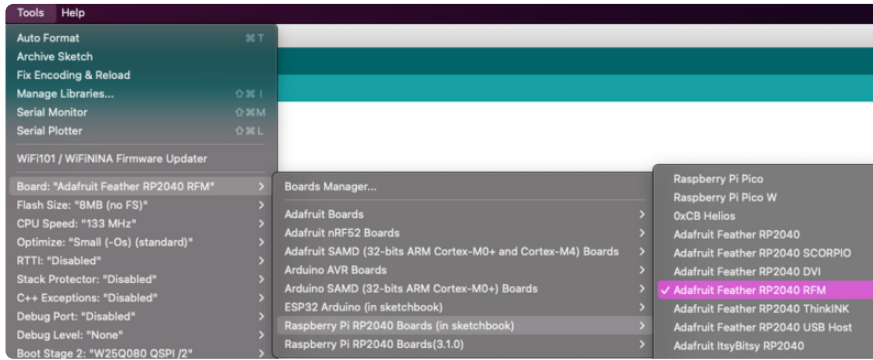 Tools Help
Auto Format ⌘ T
Archive Sketch
Fix Encoding & Reload
Manage Libraries... ⇧ ⌘ I
Serial Monitor ⇧ ⌘ M
Serial Plotter ⇧ ⌘ L
WiFi101 / WiFiNINA Firmware Updater
Board: "Adafruit Feather RP2040 RFM" >
Flash Size: "8MB (no FS)" >
CPU Speed: "133 MHz" >
Optimize: "Small (-Os) (standard)" >
RTTI: "Disabled" >
Stack Protector: "Disabled" >
C++ Exceptions: "Disabled" >
Debug Port: "Disabled" >
Debug Level: "None" >
Boot Stage 2: "W25Q080 QSPI /2" >
Boards Manager...
Adafruit Boards >
Adafruit nRF52 Boards >
Adafruit SAMD (32-bits ARM Cortex-M0+ and Cortex-M4) Boards >
Arduino AVR Boards >
Arduino SAMD (32-bits ARM Cortex-M0+) Boards >
ESP32 Arduino (in sketchbook) >
Raspberry Pi RP2040 Boards (in sketchbook) >
Raspberry Pi RP2040 Boards(3.1.0) >
Raspberry Pi Pico
Raspberry Pi Pico W
0xCB Helios
Adafruit Feather RP2040
Adafruit Feather RP2040 SCORPIO
Adafruit Feather RP2040 DVI
✓ Adafruit Feather RP2040 RFM
Adafruit Feather RP2040 ThinkINK
Adafruit Feather RP2040 USB Host
Adafruit ItsyBitsy RP2040